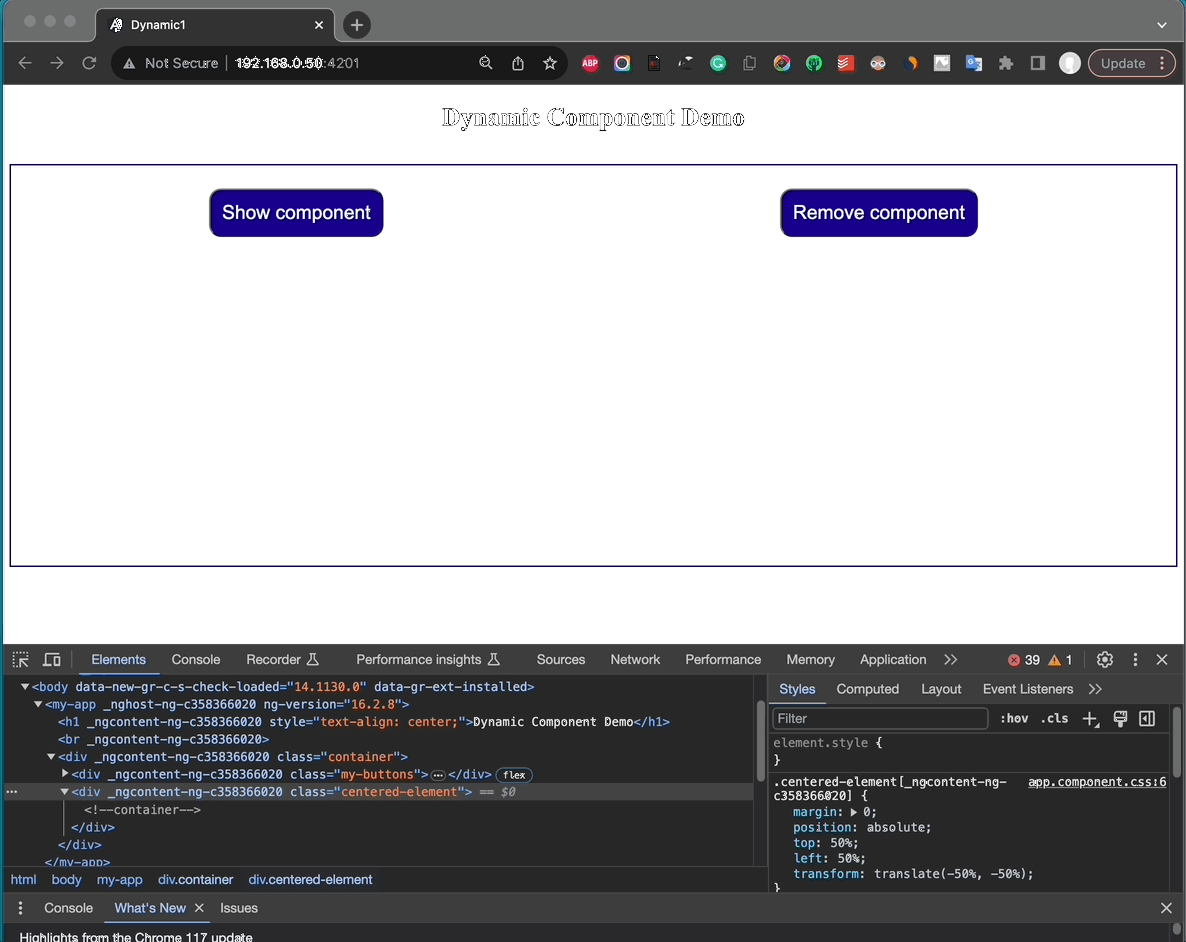 Dynamic1
Not Secure 192.168.0.50:4201 ABP Update
Dynamic Component Demo
Show component Remove component
Elements Console Recorder Performance insights Sources Network Performance Memory Application >> 39 1
<body data-new-gr-c-s-check-loaded="14.1130.0" data-gr-ext-installed>
<my-app _nghost-ng-c358366020 ng-version="16.2.8">
<h1 _ngcontent-ng-c358366020 style="text-align: center;">Dynamic Component Demo</h1>
<br _ngcontent-ng-c358366020>
<div _ngcontent-ng-c358366020 class="container">
<div _ngcontent-ng-c358366020 class="my-buttons">…</div> flex
… <div _ngcontent-ng-c358366020 class="centered-element"> == $0
<!--container-->
</div>
</div>
</my-app>
html body my-app div.container div.centered-element
Styles Computed Layout Event Listeners >>
Filter :hov .cls
element.style {
}
.centered-element[_ngcontent-ng- app.component.css:6
c358366020] {
margin: 0;
position: absolute;
top: 50%;
left: 50%;
transform: translate(-50%, -50%);
}
Console What's New Issues
Highlights from the Chrome 117 update